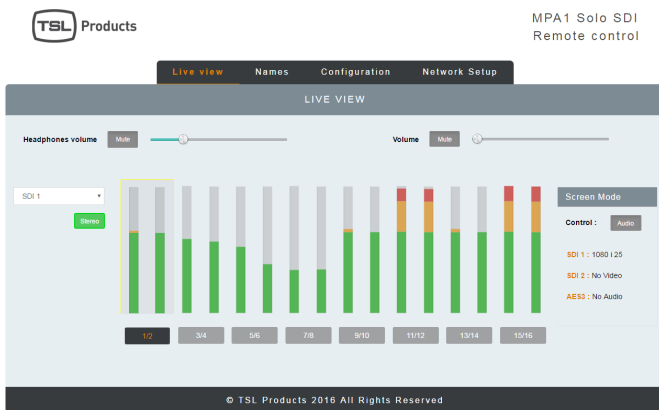 TSL Products
MPA1 Solo SDI
Remote control
Live view Names Configuration Network Setup
LIVE VIEW
Headphones volume Mute Volume Mute
SDI 1
Stereo
Screen Mode
Control : Audio
SDI 1 : 1080 I 25
SDI 2 : No Video
AES3 : No Audio
1/2 3/4 5/6 7/8 9/10 11/12 13/14 15/16
© TSL Products 2016 All Rights Reserved